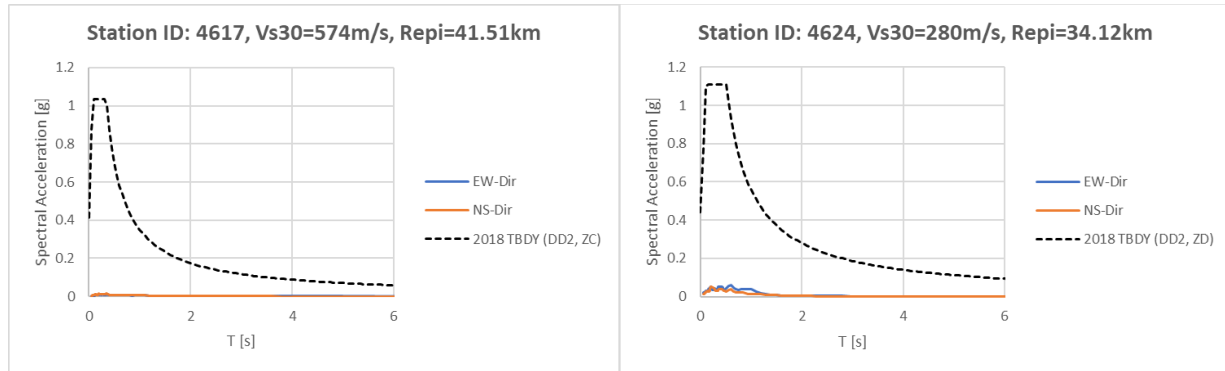 Station ID: 4617, Vs30=574m/s, Repi=41.51km
1.2
1
0.8
0.6
0.4
0.2
0
Spectral Acceleration [g]
0 2 4 6
T [s]
EW-Dir
NS-Dir
2018 TBDY (DD2, ZC)
Station ID: 4624, Vs30=280m/s, Repi=34.12km
1.2
1
0.8
0.6
0.4
0.2
0
Spectral Acceleration [g]
0 2 4 6
T [s]
EW-Dir
NS-Dir
2018 TBDY (DD2, ZD)